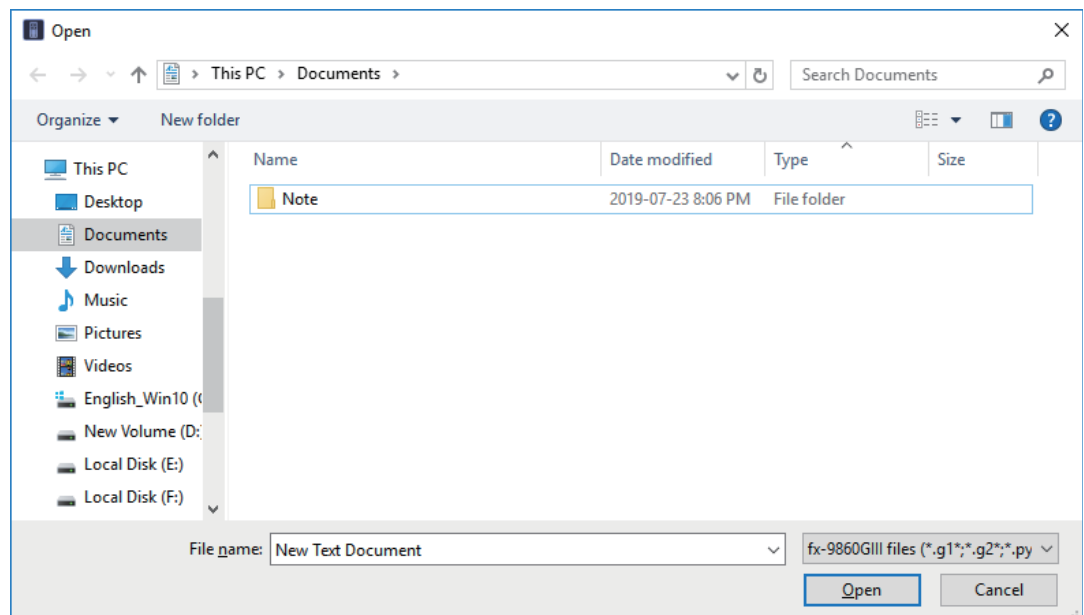 Open
This PC > Documents >
Search Documents
Organize
New folder
Name
Date modified
Type
Size
This PC
Desktop
Documents
Downloads
Music
Pictures
Videos
English_Win10 (
New Volume (D:
Local Disk (E:)
Local Disk (F:)
Note
2019-07-23 8:06 PM
File folder
File name:
New Text Document
fx-9860GIII files (*.g1*;*.g2*;*.py
Open
Cancel